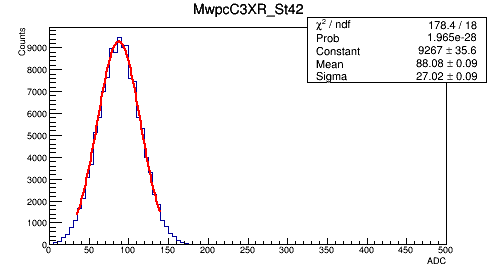 MwpcC3XR_St42
χ² / ndf 178.4 / 18
Prob 1.965e-28
Constant 9267 ± 35.6
Mean 88.08 ± 0.09
Sigma 27.02 ± 0.09
Counts
9000
8000
7000
6000
5000
4000
3000
2000
1000
0
0 50 100 150 200 250 300 350 400 450 500
ADC